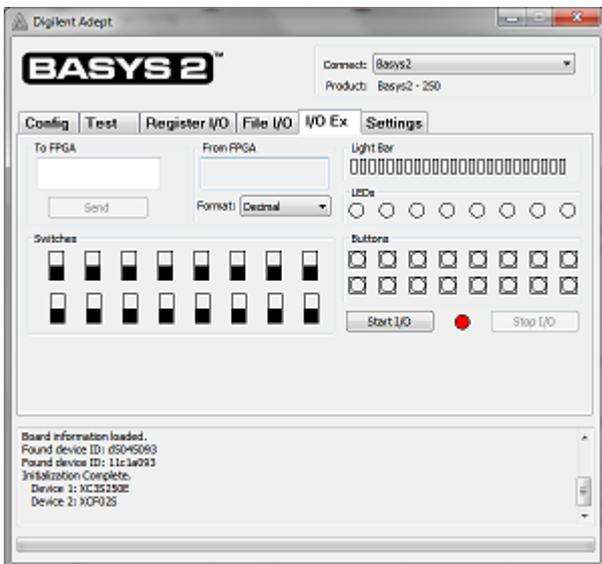 Digilent Adept
BASYS 2™
Connect: Basys2
Product: Basys2 - 250
Config Test Register I/O File I/O I/O Ex Settings
To FPGA
From FPGA
Light Bar
Send
Format: Decimal
LEDs
Switches
Buttons
Start I/O
Stop I/O
Board information loaded.
Found device ID: d5045093
Found device ID: 11c1a093
Initialization Complete.
Device 1: XC3S250E
Device 2: XCF02S